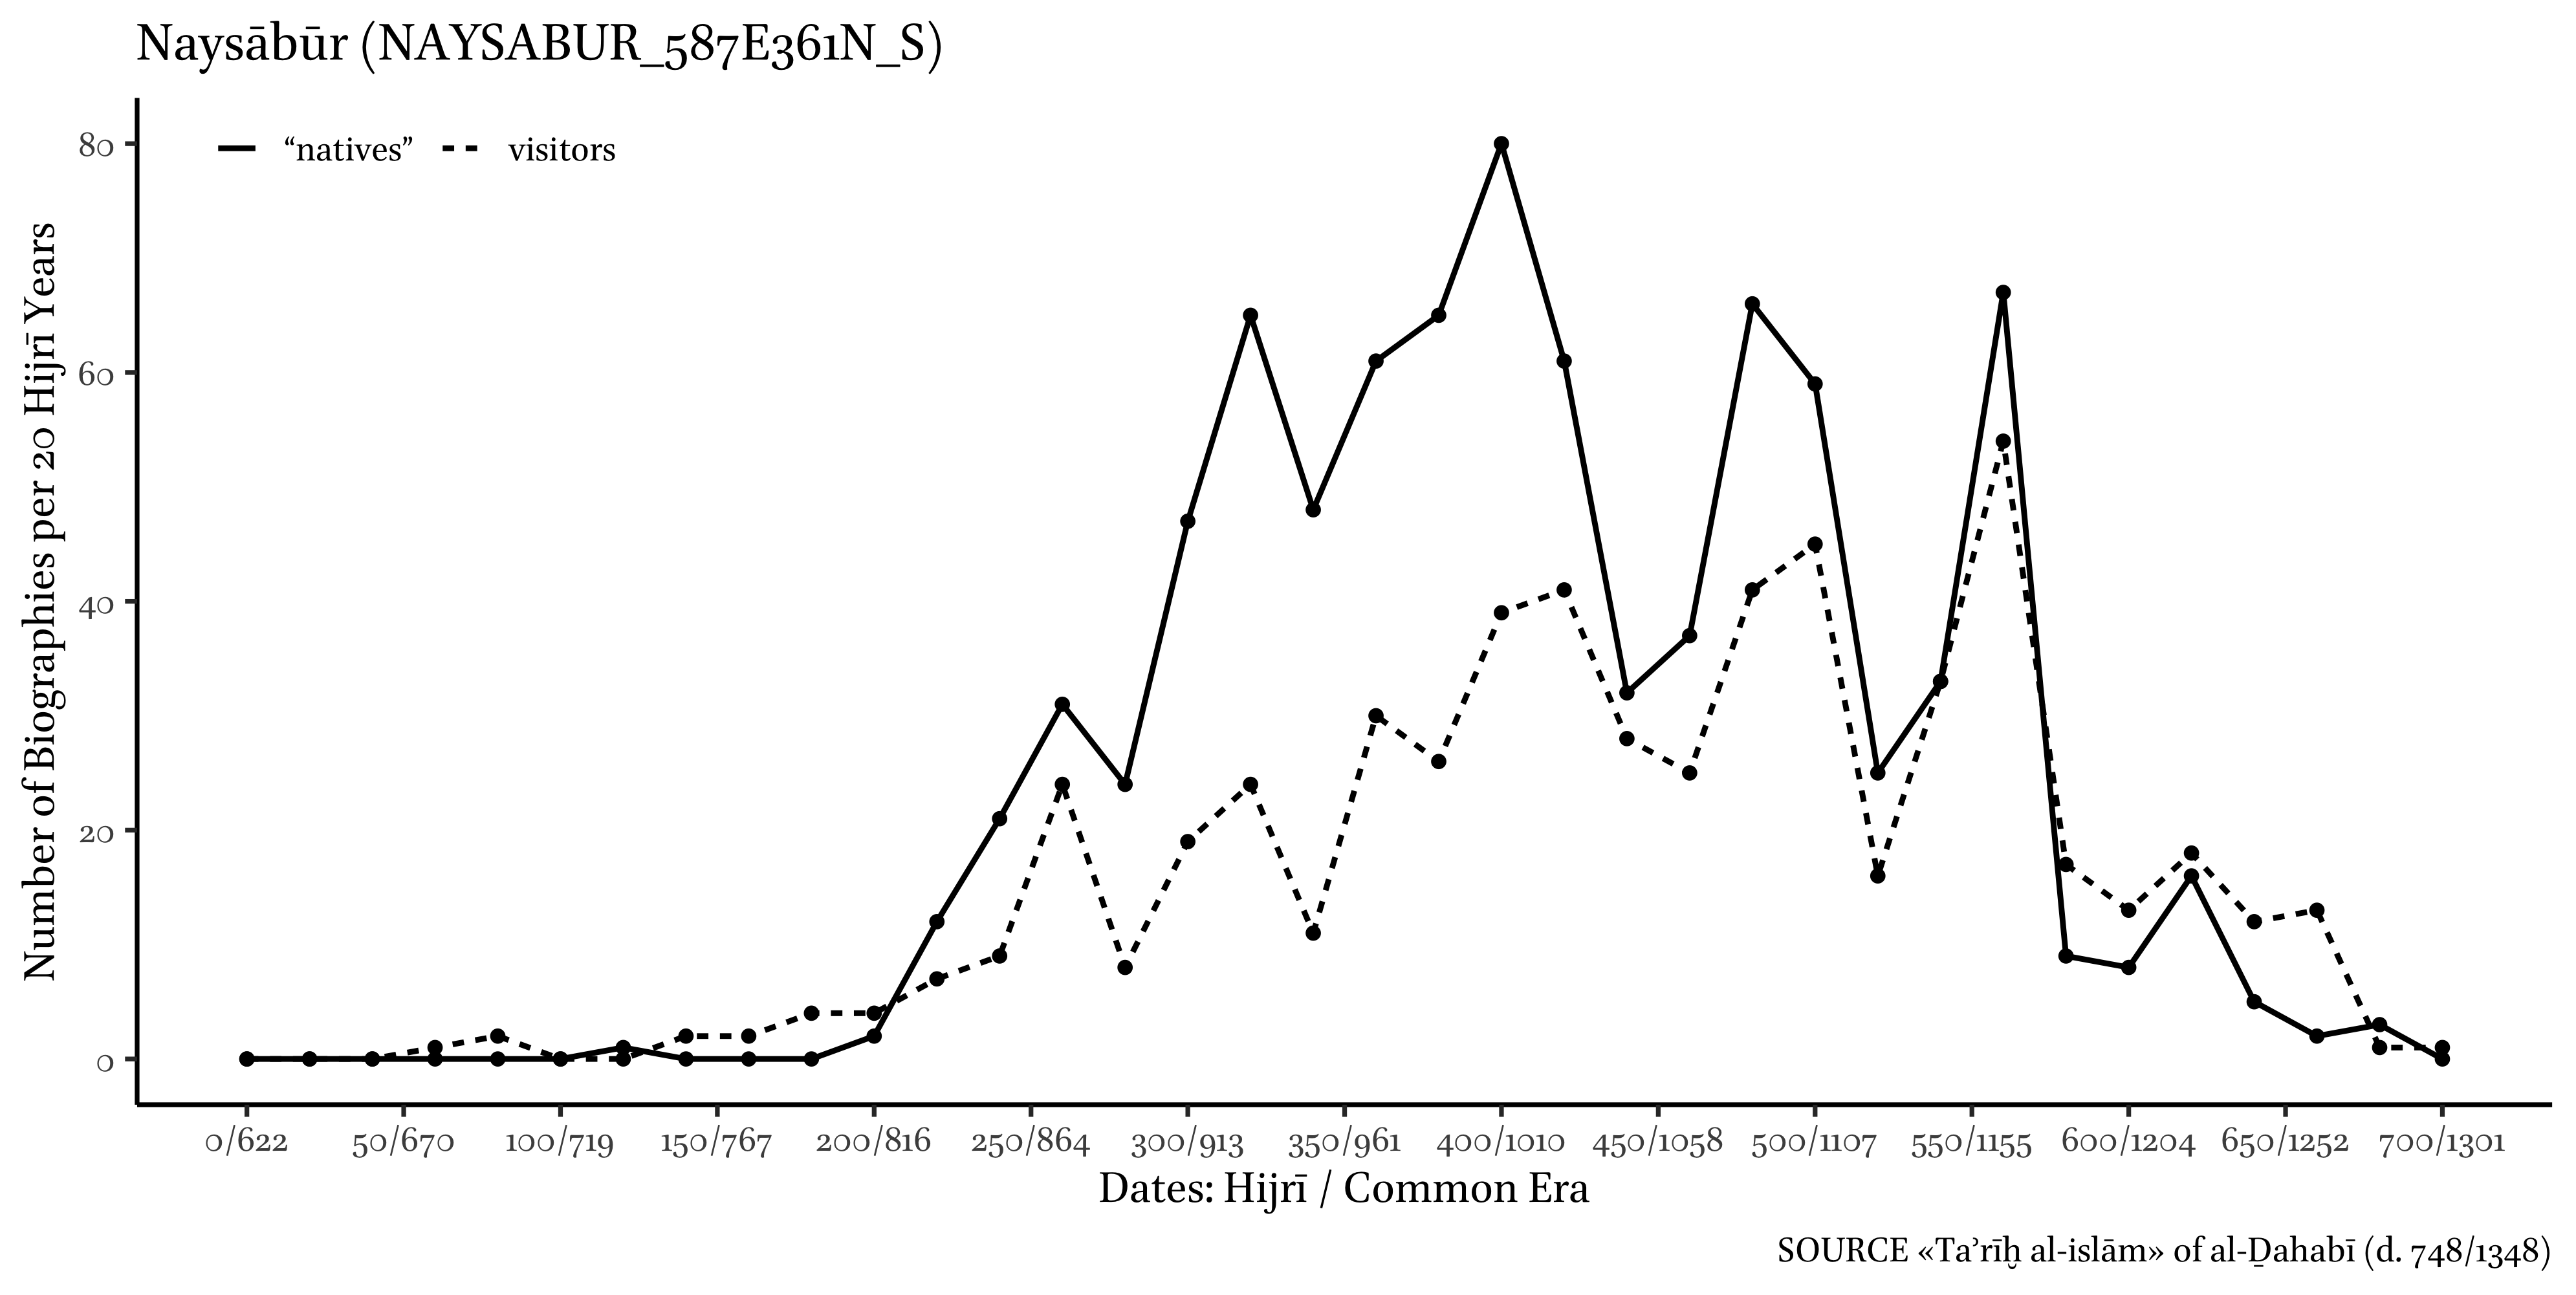 Naysābūr (NAYSABUR_587E361N_S)
“natives” visitors
Number of Biographies per 20 Hijrī Years
80
60
40
20
0
0/622 50/670 100/719 150/767 200/816 250/864 300/913 350/961 400/1010 450/1058 500/1107 550/1155 600/1204 650/1252 700/1301
Dates: Hijrī / Common Era
SOURCE «Taʾrīḫ al-islām» of al-Ḏahabī (d. 748/1348)